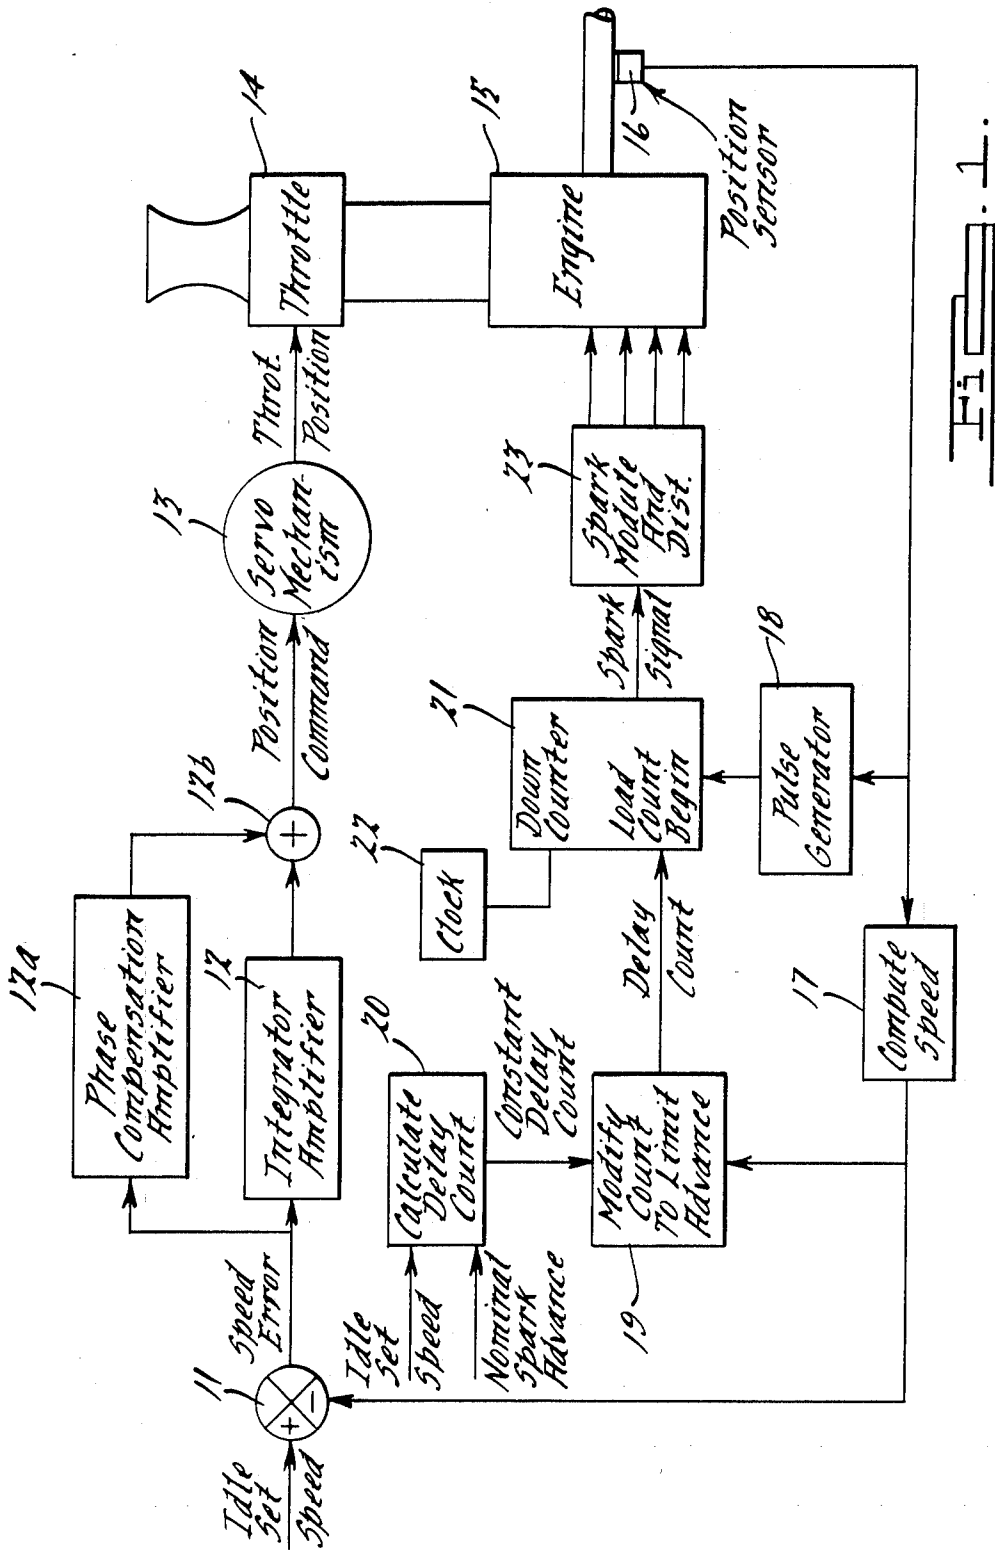 12a
Phase
Compensation
Amplifier
12
Integrator
Amplifier
12b
+
Position
Command
13
Servo
Mechan-
ism
Throt.
Position
14
Throttle
Idle
Set
Speed
11
+
−
Speed
Error
Idle
Set
Speed
Nominal
Spark
Advance
20
Calculate
Delay
Count
Constant
Delay
Count
19
Modify
Count
To Limit
Advance
Delay
Count
22
Clock
21
Down
Counter
Load
Count
Begin
Spark
Signal
23
Spark
Module
And
Dist.
15
Engine
16
Position
Sensor
18
Pulse
Generator
17
Compute
Speed
Fig. 1.